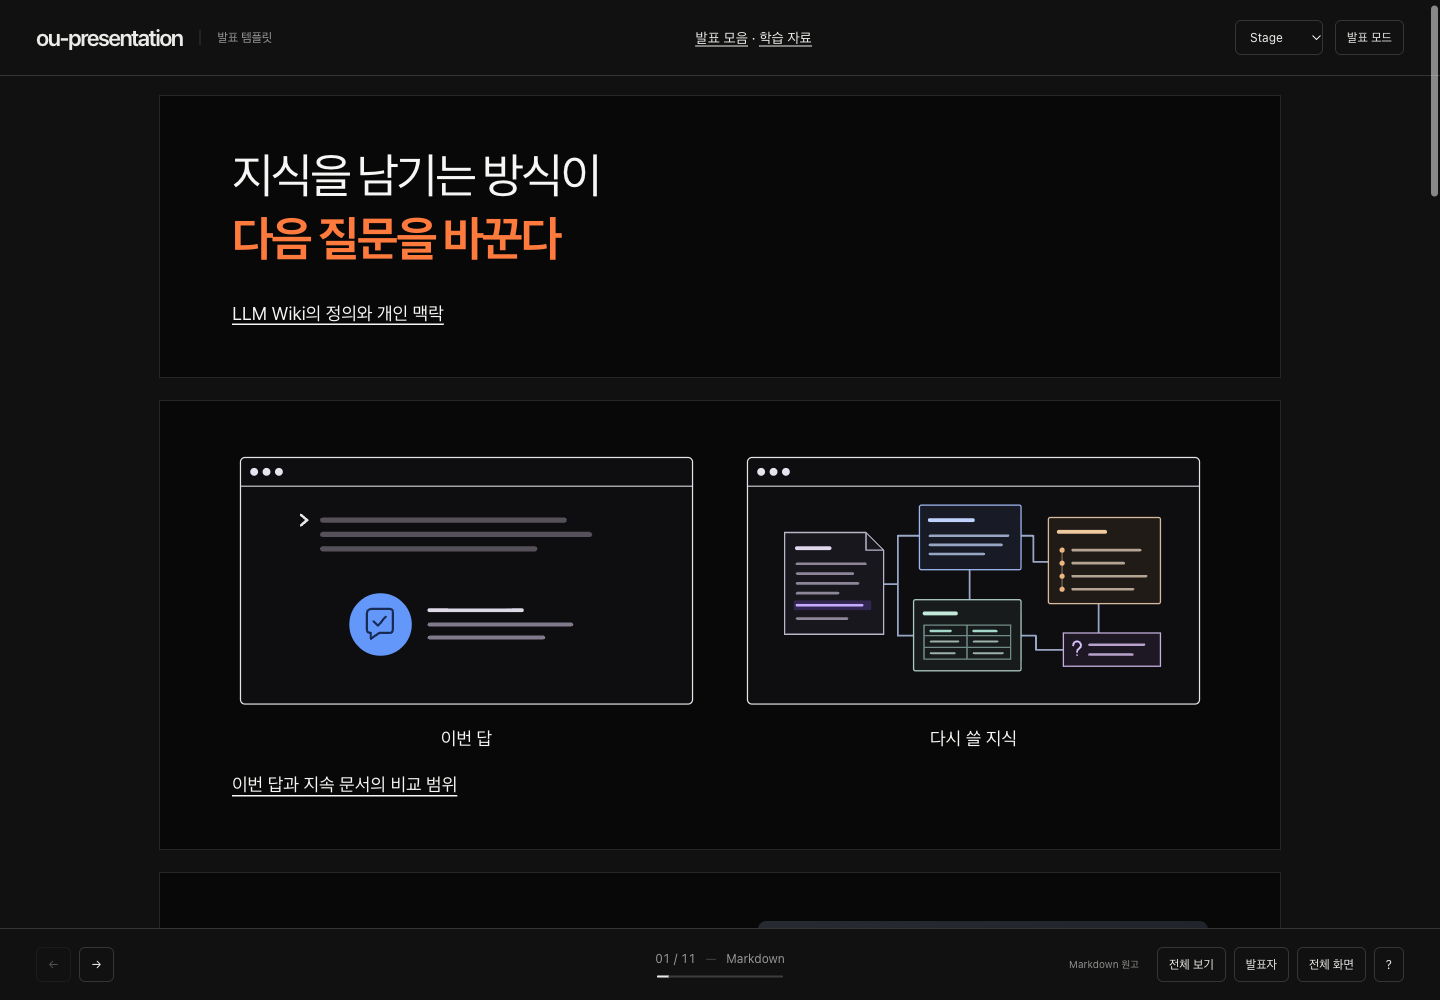 ou-presentation
발표 템플릿
발표 모음 · 학습 자료
Stage
발표 모드
지식을 남기는 방식이
다음 질문을 바꾼다
LLM Wiki의 정의와 개인 맥락
?
이번 답
다시 쓸 지식
이번 답과 지속 문서의 비교 범위
←
→
01 / 11 — Markdown
Markdown 원고
전체 보기
발표자
전체 화면
?